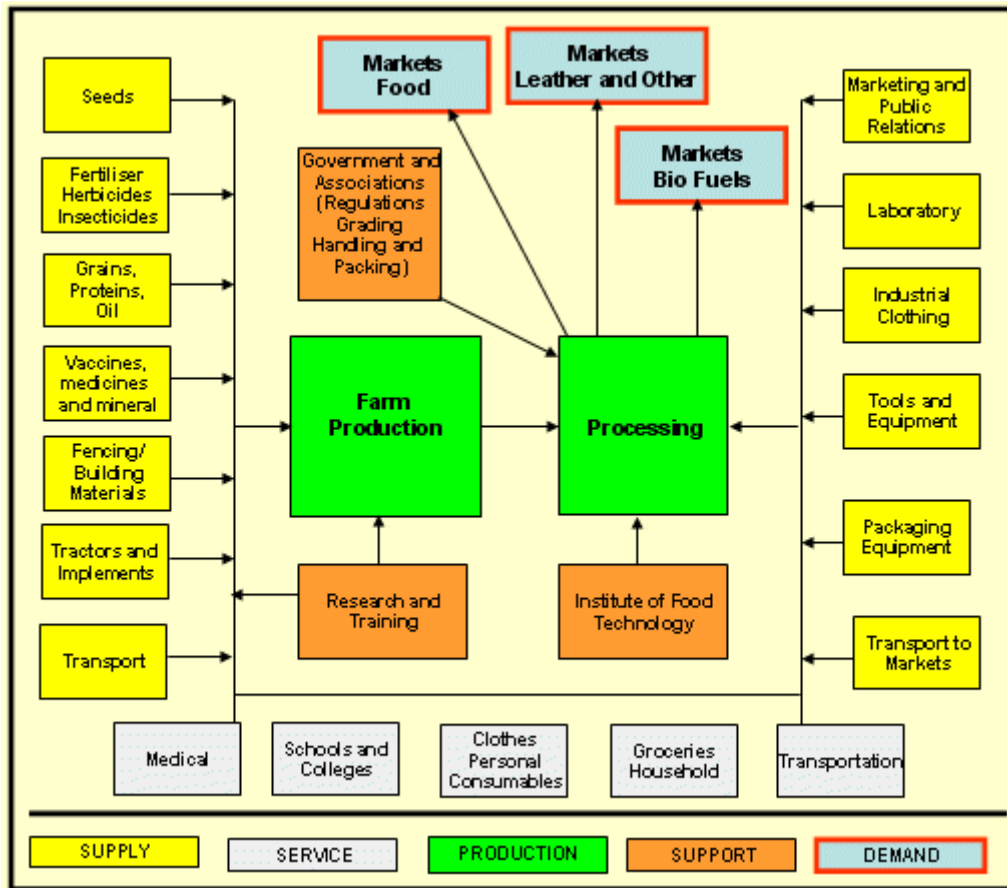 Markets
Food
Markets
Leather and Other
Markets
Bio Fuels
Seeds
Fertiliser
Herbicides
Insecticides
Grains,
Proteins,
Oil
Vaccines,
medicines
and mineral
Fencing/
Building
Materials
Tractors and
Implements
Transport
Government and
Associations
(Regulations
Grading
Handling and
Packing)
Farm
Production
Processing
Research and
Training
Institute of Food
Technology
Marketing and
Public
Relations
Laboratory
Industrial
Clothing
Tools and
Equipment
Packaging
Equipment
Transport to
Markets
Medical
Schools and
Colleges
Clothes
Personal
Consumables
Groceries
Household
Transportation
SUPPLY
SERVICE
PRODUCTION
SUPPORT
DEMAND